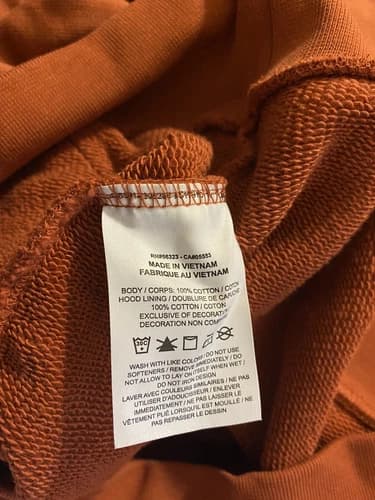 CA#05553
MADE IN VIETNAM
FABRIQUE AU VIETNAM
BODY / CORPS: 100% COTTON / COTON
HOOD LINING / DOUBLURE DE
100% COTTON / COTON
EXCLUSIVE OF DECORATION
DECORATION NON
WASH WITH LIKE COLORS / DO NOT USE
SOFTENERS / REMOVE IMMEDIATELY / DO
NOT ALLOW TO LAY ON ITSELF WHEN WET /
DO NOT IRON DESIGN
LAVER AVEC COULEURS SIMILAIRES / NE PAS
UTILISER D'ADOUCISSEUR / ENLEVER
IMMÉDIATEMENT / NE PAS LAISSER LE
VÊTEMENT PLIÉ LORSQU'IL EST MOUILLÉ / NE
PAS REPASSER LE DESSIN